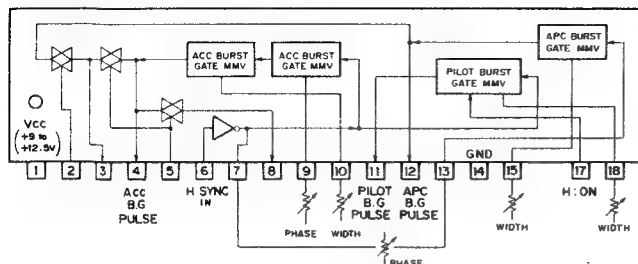 ACC BURST
GATE MMV
ACC BURST
GATE MMV
APC BURST
GATE MMV
PILOT BURST
GATE MMV
VCC
(+9 to
+12.5V)
GND
1
2
3
4
5
6
7
8
9
10
11
12
13
14
15
17
18
ACC
B.G
PULSE
H SYNC
IN
PHASE
WIDTH
PILOT
B.G
PULSE
APC
B.G
PULSE
WIDTH
H:ON
WIDTH
PHASE